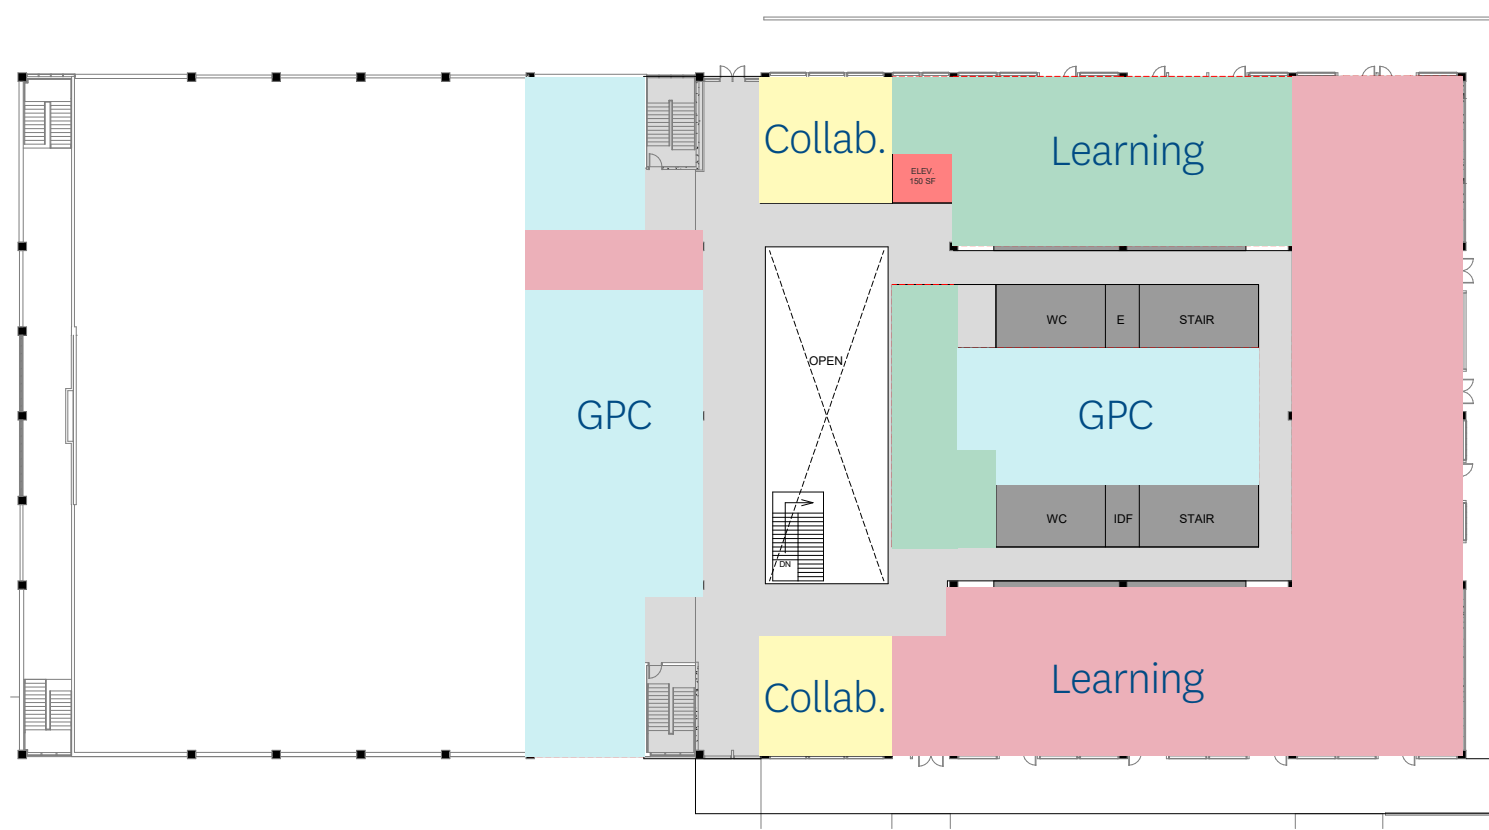 Collab.
Learning
ELEV.
150 SF
WC
E
STAIR
OPEN
GPC
GPC
WC
IDF
STAIR
DN
Collab.
Learning